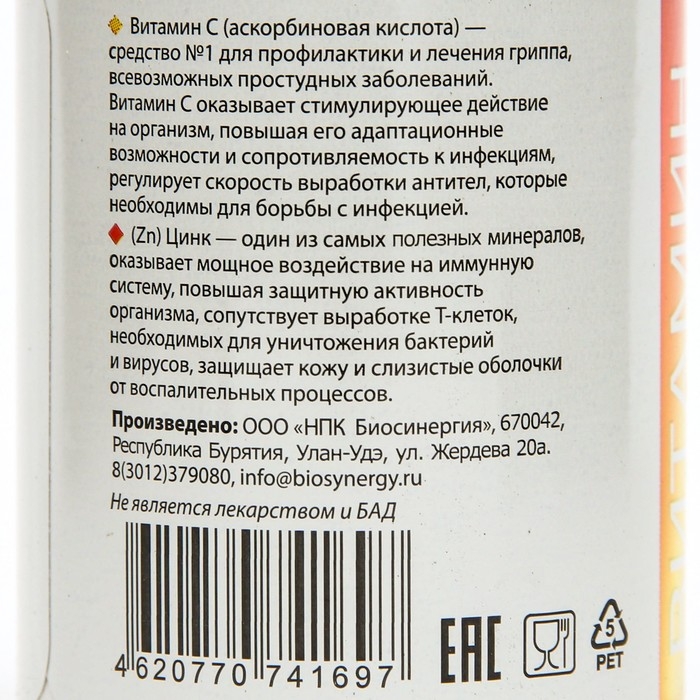 Витамин С (аскорбиновая кислота) —
средство №1 для профилактики и лечения гриппа,
всевозможных простудных заболеваний.
Витамин С оказывает стимулирующее действие
на организм, повышая его адаптационные
возможности и сопротивляемость к инфекциям,
регулирует скорость выработки антител, которые
необходимы для борьбы с инфекцией.
(Zn) Цинк — один из самых полезных минералов,
оказывает мощное воздействие на иммунную
систему, повышая защитную активность
организма, сопутствует выработке Т-клеток,
необходимых для уничтожения бактерий
и вирусов, защищает кожу и слизистые оболочки
от воспалительных процессов.
Произведено: ООО «НПК Биосинергия», 670042,
Республика Бурятия, Улан-Удэ, ул. Жердева 20а.
8(3012)379080, info@biosynergy.ru
Не является лекарством и БАД
4 620770 741697
EAC
5
PET
ВИТАМИН